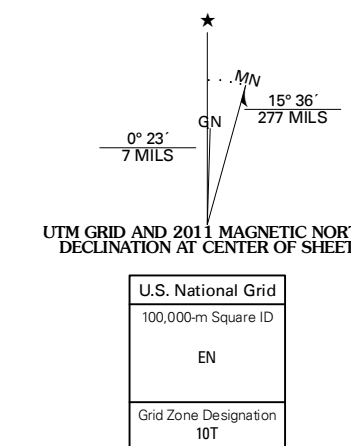 ★
MN
15° 36´
277 MILS
GN
0° 23´
7 MILS
UTM GRID AND 2011 MAGNETIC NORT
DECLINATION AT CENTER OF SHEET
U.S. National Grid
100,000-m Square ID
EN
Grid Zone Designation
10T